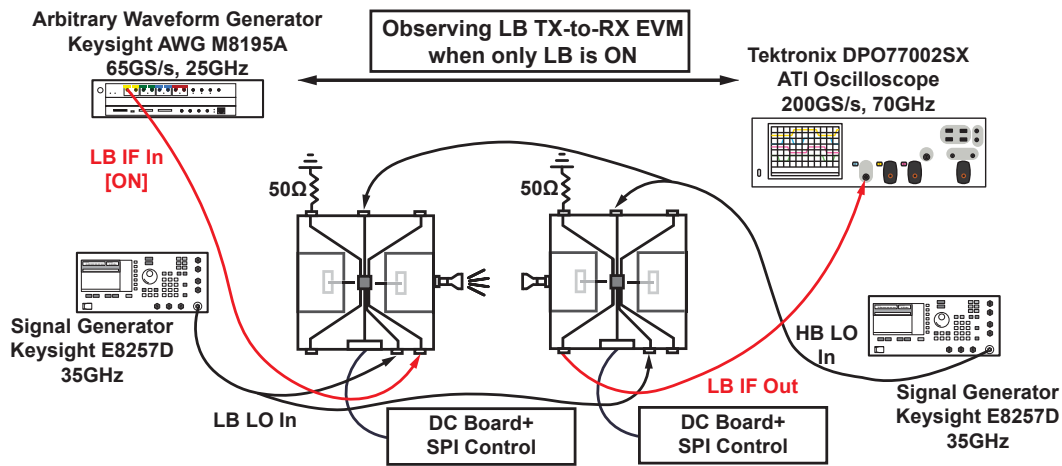 Arbitrary Waveform Generator
Keysight AWG M8195A
65GS/s, 25GHz
Observing LB TX-to-RX EVM
when only LB is ON
Tektronix DPO77002SX
ATI Oscilloscope
200GS/s, 70GHz
LB IF In
[ON]
50Ω
50Ω
Signal Generator
Keysight E8257D
35GHz
HB LO
In
LB LO In
LB IF Out
Signal Generator
Keysight E8257D
35GHz
DC Board+
SPI Control
DC Board+
SPI Control